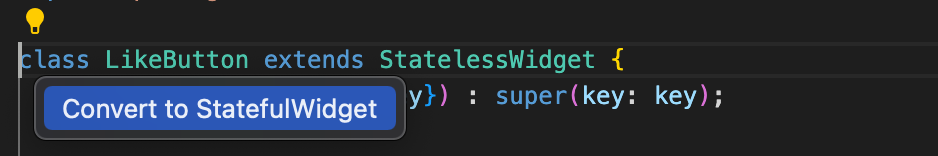 class LikeButton extends StatelessWidget {
Convert to StatefulWidget
y}) : super(key: key);